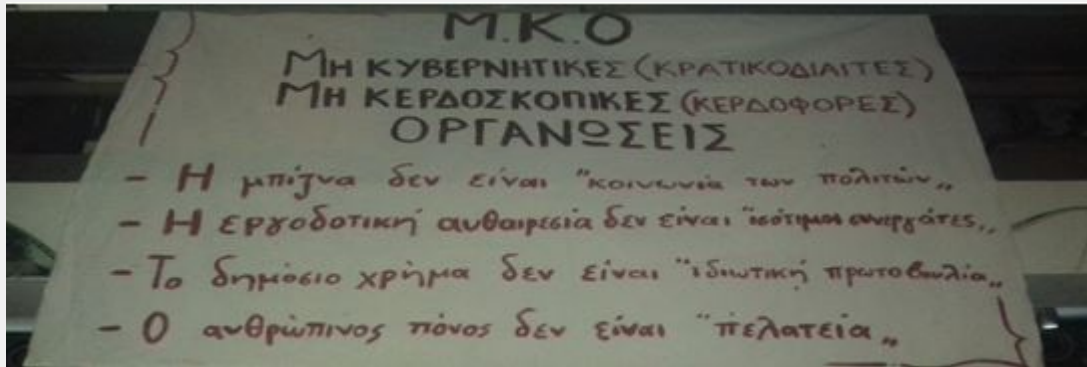 Μ.Κ.Ο
ΜΗ ΚΥΒΕΡΝΗΤΙΚΕΣ (ΚΡΑΤΙΚΟΔΙΑΙΤΕΣ)
ΜΗ ΚΕΡΔΟΣΚΟΠΙΚΕΣ (ΚΕΡΔΟΦΟΡΕΣ)
ΟΡΓΑΝΩΣΕΙΣ
- Η μπίζνα δεν είναι "κοινωνία των πολιτών„
- Η εργοδοτική αυθαιρεσία δεν είναι "ισότιμοι συνεργάτες„
- Το δημόσιο χρήμα δεν είναι "ιδιωτική πρωτοβουλία„
- Ο ανθρώπινος πόνος δεν είναι "πελατεία„